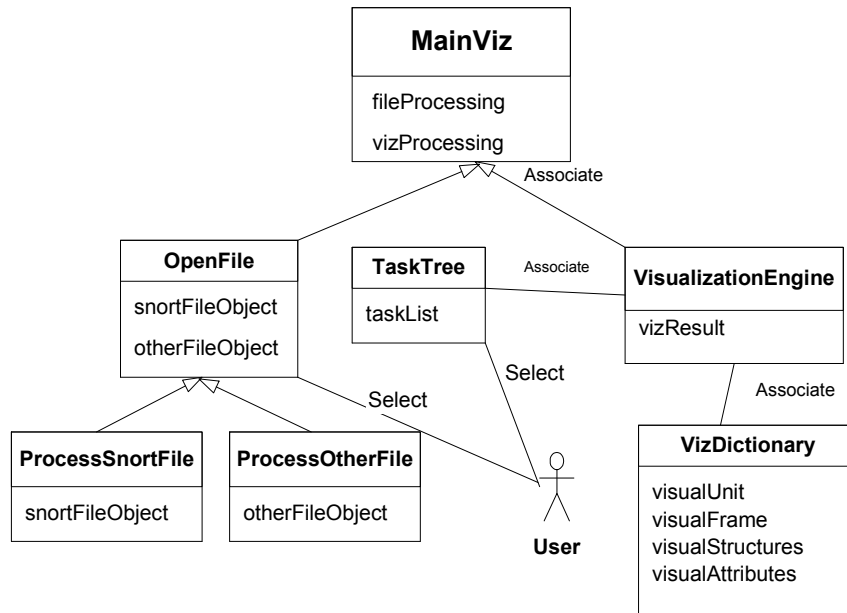 MainViz
fileProcessing
vizProcessing
Associate
OpenFile
snortFileObject
otherFileObject
TaskTree
taskList
Associate
VisualizationEngine
vizResult
Select
Select
Associate
ProcessSnortFile
snortFileObject
ProcessOtherFile
otherFileObject
User
VizDictionary
visualUnit
visualFrame
visualStructures
visualAttributes